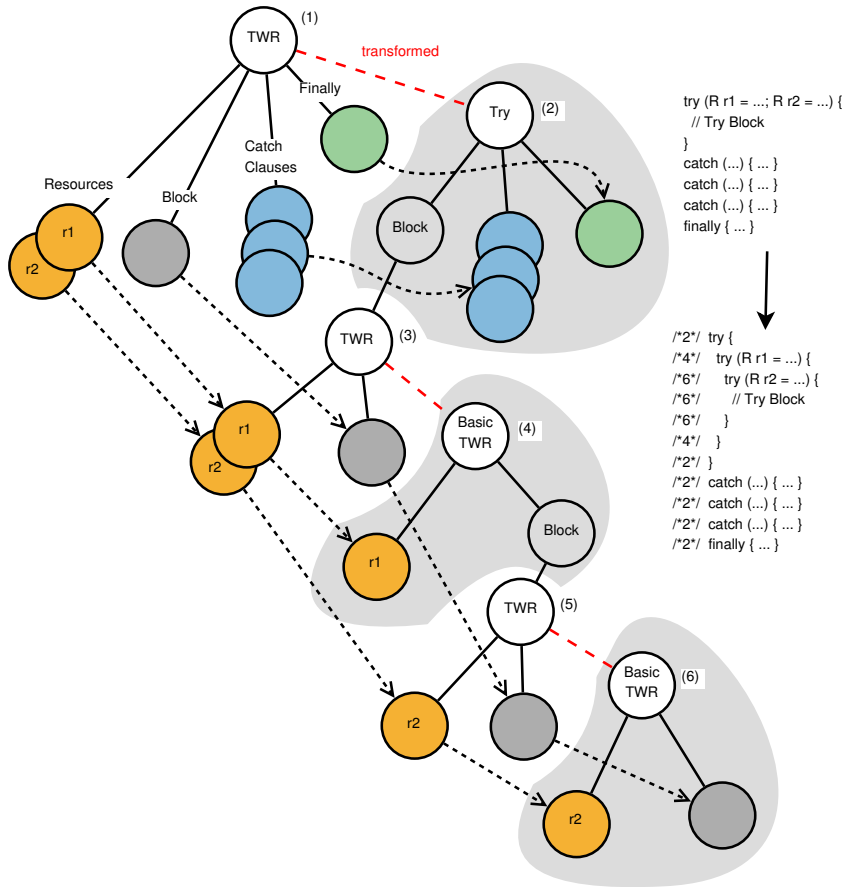 TWR
(1)
transformed
Finally
Try
(2)
Catch
Clauses
Resources
Block
r1
r2
Block
TWR
(3)
r1
r2
Basic
TWR
(4)
r1
Block
TWR
(5)
r2
Basic
TWR
(6)
r2
try (R r1 = ...; R r2 = ...) {
// Try Block
}
catch (...) { ... }
catch (...) { ... }
catch (...) { ... }
finally { ... }
/*2*/ try {
/*4*/ try (R r1 = ...) {
/*6*/ try (R r2 = ...) {
/*6*/ // Try Block
/*6*/ }
/*4*/ }
/*2*/ }
/*2*/ catch (...) { ... }
/*2*/ catch (...) { ... }
/*2*/ catch (...) { ... }
/*2*/ finally { ... }